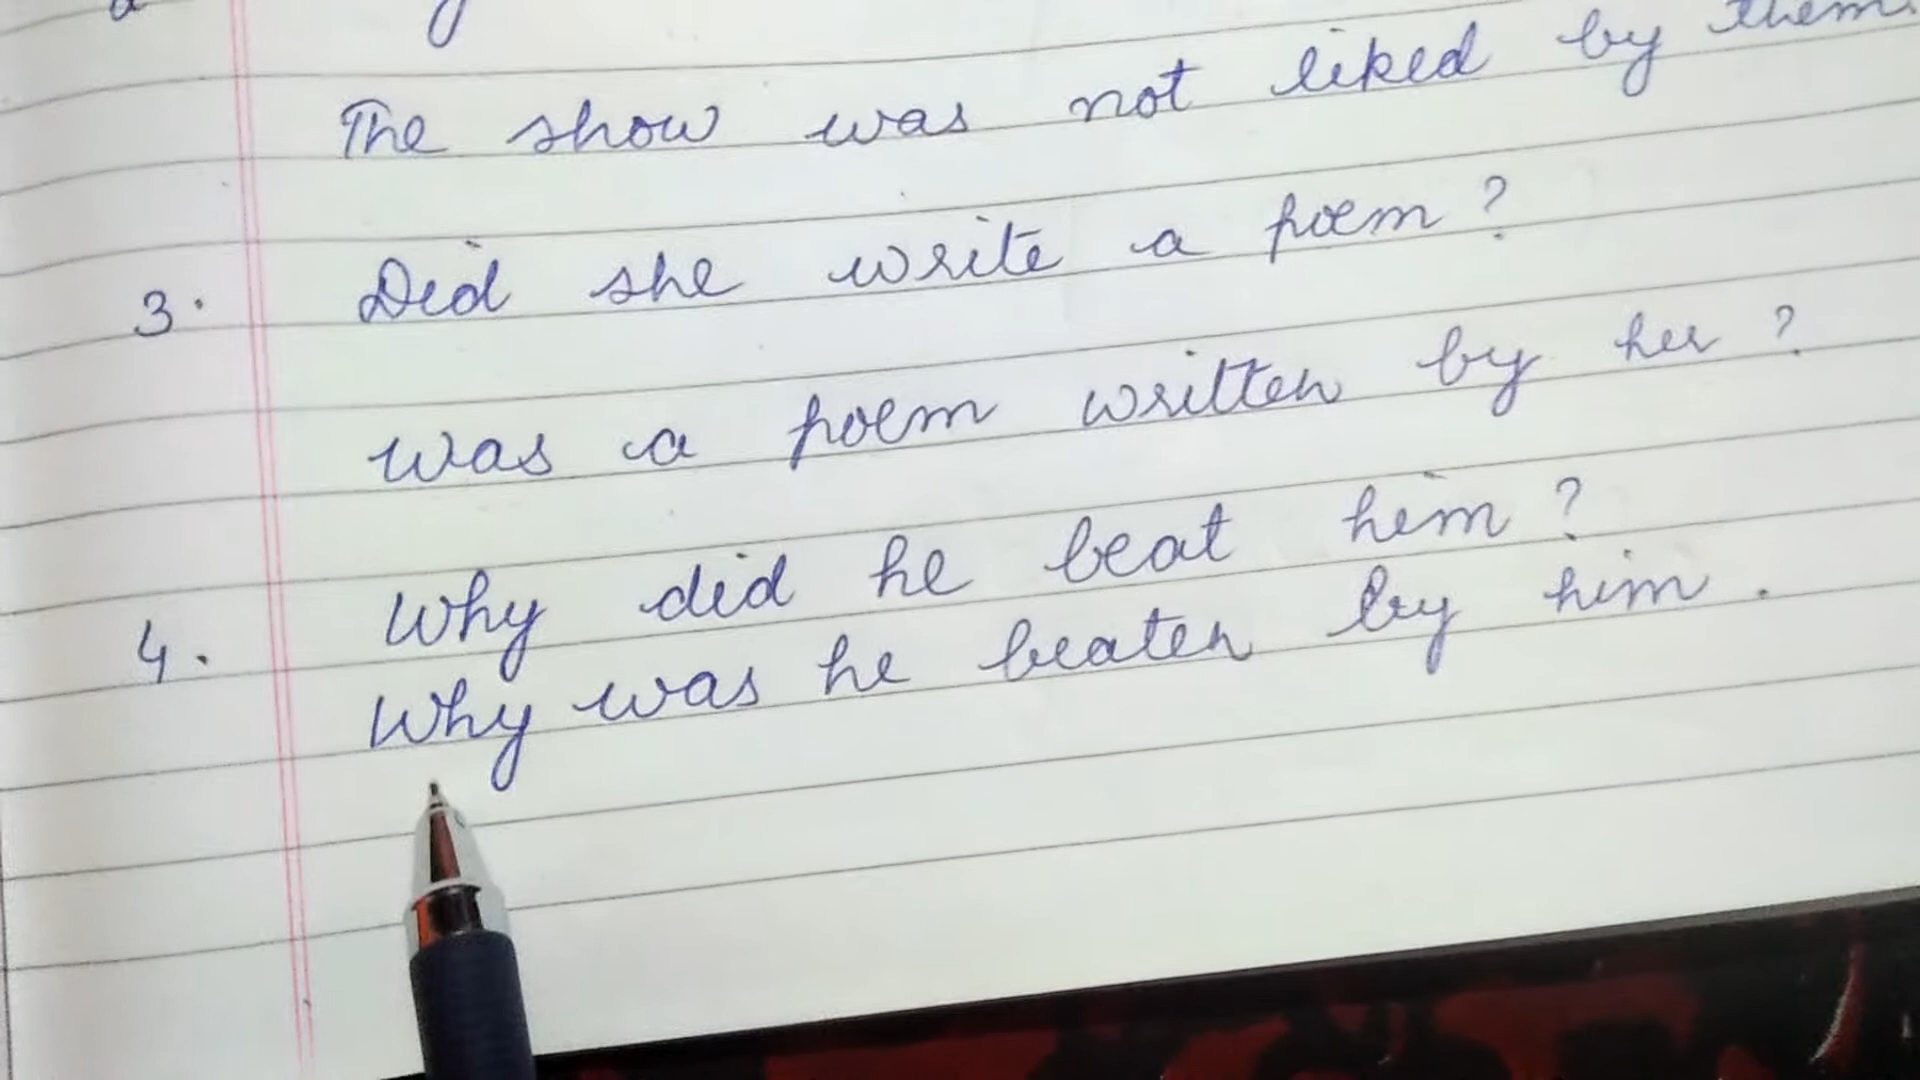 The show was not liked by them.
3. Did she write a poem?
was a poem written by her?
4. Why did he beat him?
Why was he beaten by him.